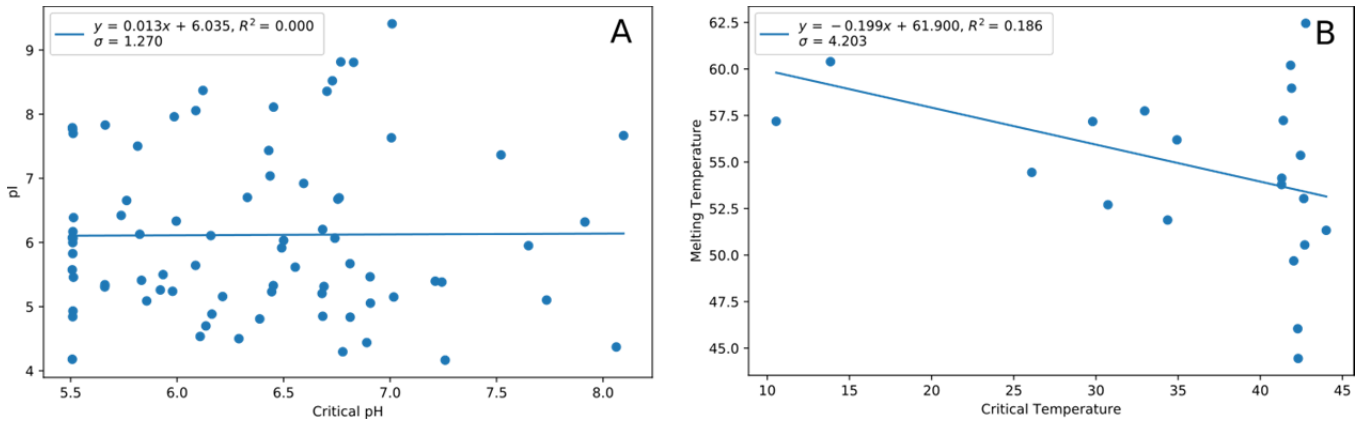 y = 0.013x + 6.035, R² = 0.000
σ = 1.270
A
9
8
7
6
5
4
pI
5.5 6.0 6.5 7.0 7.5 8.0
Critical pH
y = −0.199x + 61.900, R² = 0.186
σ = 4.203
B
62.5
60.0
57.5
55.0
52.5
50.0
47.5
45.0
Melting Temperature
10 15 20 25 30 35 40 45
Critical Temperature